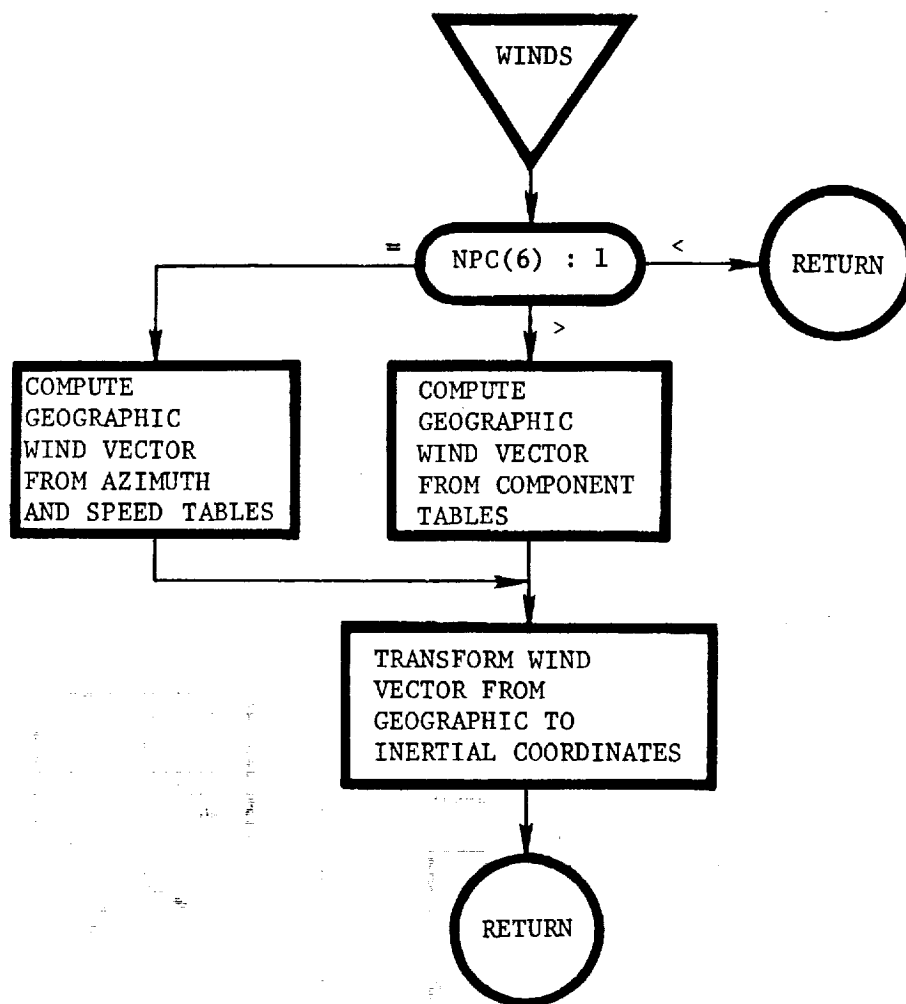 WINDS
=
NPC(6) : 1
<
RETURN
>
COMPUTE
GEOGRAPHIC
WIND VECTOR
FROM AZIMUTH
AND SPEED TABLES
COMPUTE
GEOGRAPHIC
WIND VECTOR
FROM COMPONENT
TABLES
TRANSFORM WIND
VECTOR FROM
GEOGRAPHIC TO
INERTIAL COORDINATES
RETURN